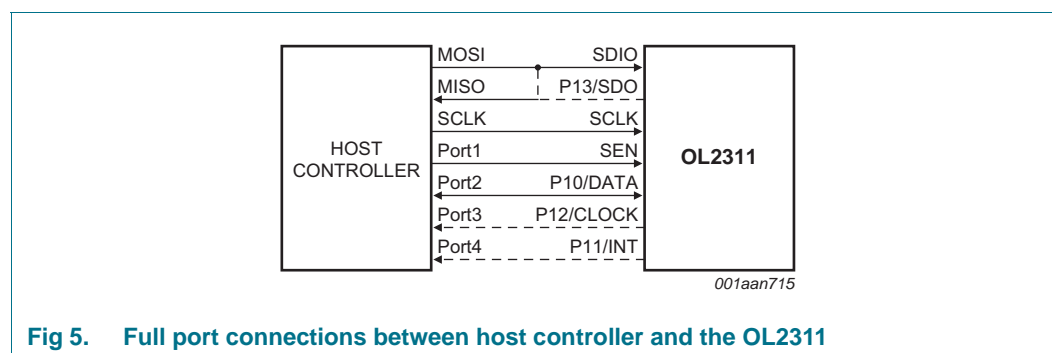 MOSI SDIO
MISO P13/SDO
SCLK SCLK
HOST CONTROLLER
Port1 SEN
OL2311
Port2 P10/DATA
Port3 P12/CLOCK
Port4 P11/INT
001aan715
Fig 5. Full port connections between host controller and the OL2311